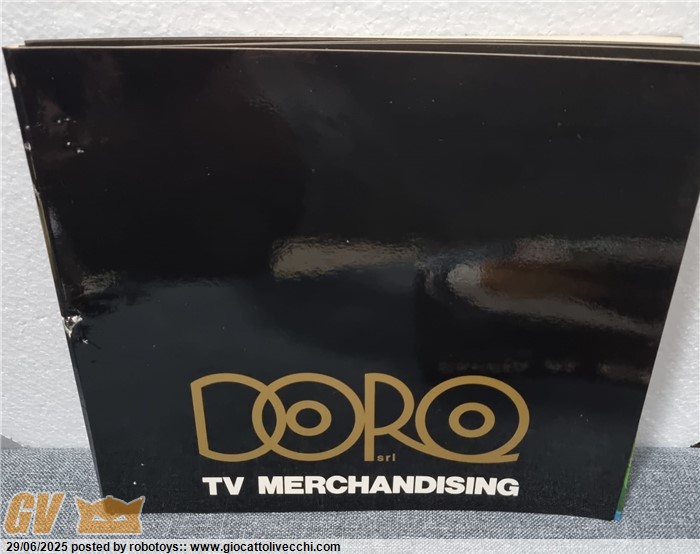 DORO
srl
TV MERCHANDISING
GV
29/06/2025 posted by robotoys:: www.giocattolivecchi.com